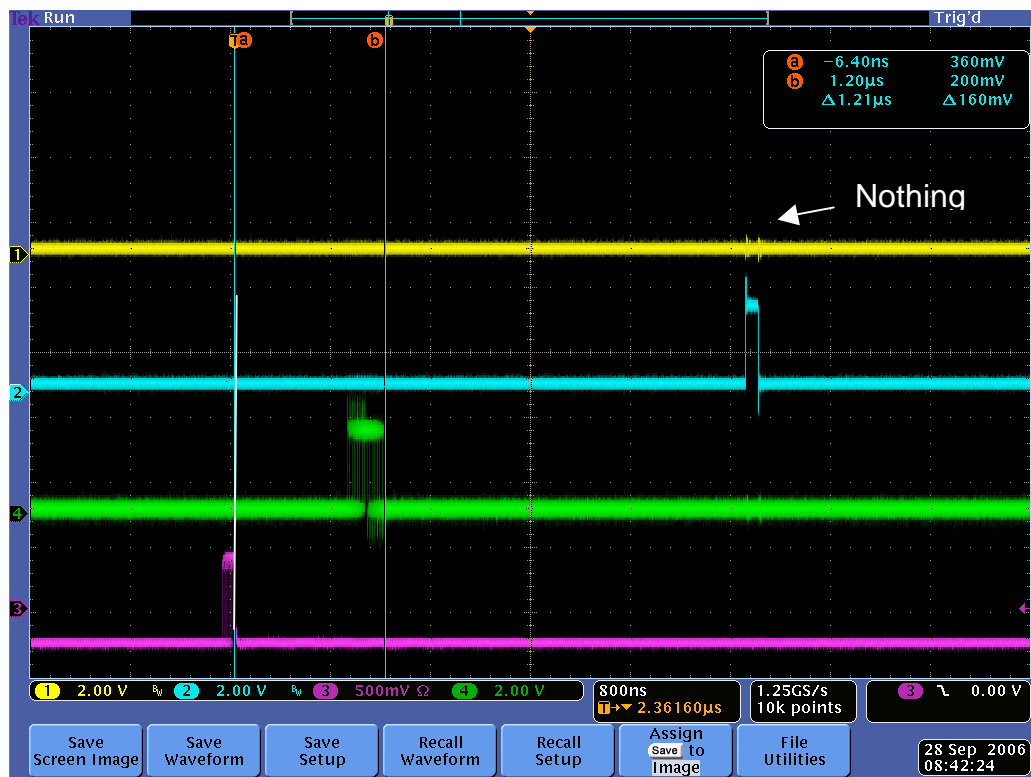 Tek Run Trig'd
T a b
a −6.40ns 360mV
b 1.20µs 200mV
Δ1.21µs Δ160mV
Nothing
1
2
4
3
1 2.00 V BW 2 2.00 V BW 3 500mV Ω 4 2.00 V
800ns
T→▼ 2.36160µs
1.25GS/s
10k points
3 0.00 V
Save
Screen Image
Save
Waveform
Save
Setup
Recall
Waveform
Recall
Setup
Assign
Save to
Image
File
Utilities
28 Sep 2006
08:42:24